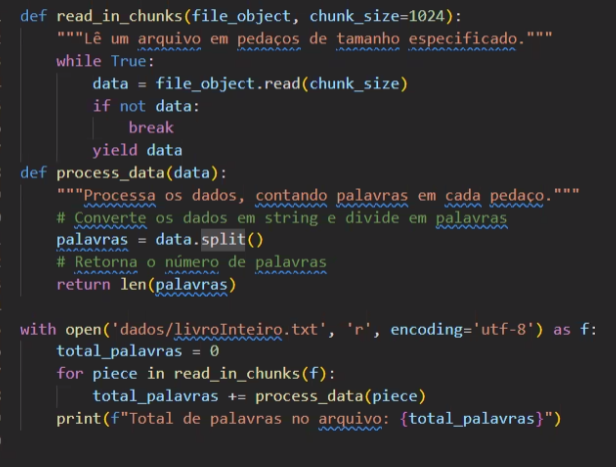 def read_in_chunks(file_object, chunk_size=1024):
    """Lê um arquivo em pedaços de tamanho especificado."""
    while True:
        data = file_object.read(chunk_size)
        if not data:
            break
        yield data
def process_data(data):
    """Processa os dados, contando palavras em cada pedaço."""
    # Converte os dados em string e divide em palavras
    palavras = data.split()
    # Retorna o número de palavras
    return len(palavras)

with open('dados/livroInteiro.txt', 'r', encoding='utf-8') as f:
    total_palavras = 0
    for piece in read_in_chunks(f):
        total_palavras += process_data(piece)
    print(f"Total de palavras no arquivo: {total_palavras}")